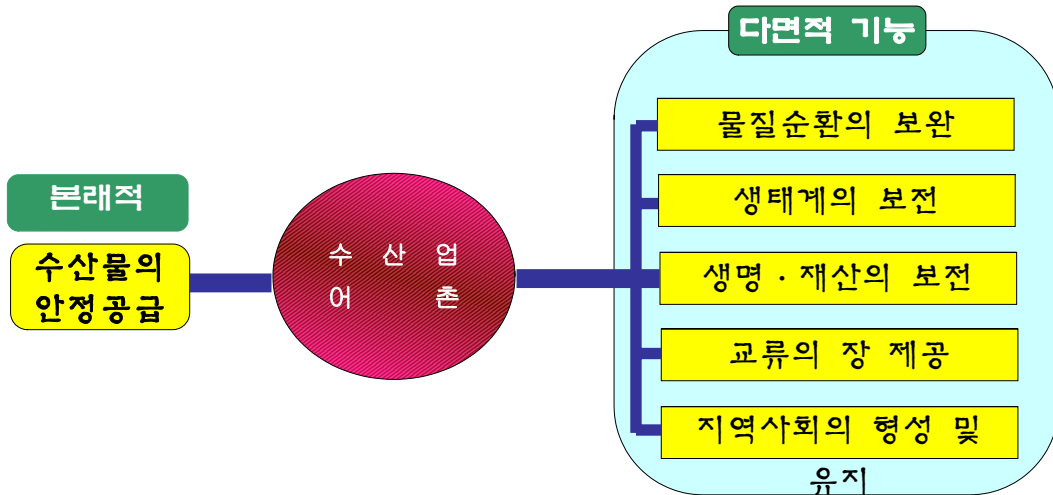 다면적 기능
물질순환의 보완
본래적
생태계의 보전
수산물의
안정공급
수 산 업
어 촌
생명·재산의 보전
교류의 장 제공
지역사회의 형성 및
유지